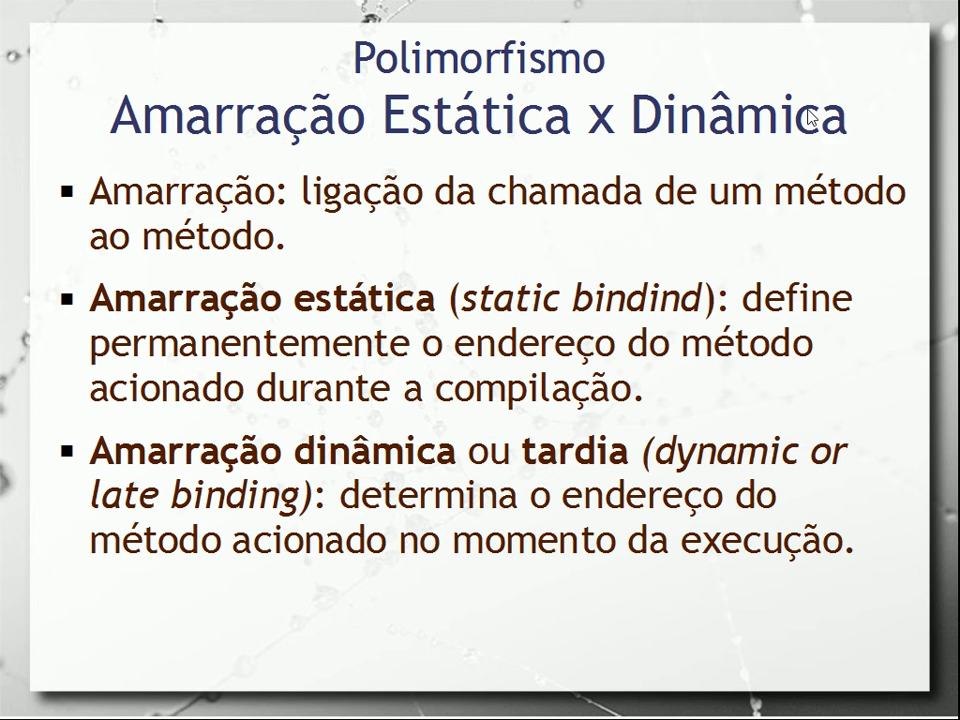 Polimorfismo
Amarração Estática x Dinâmica
▪ Amarração: ligação da chamada de um método
ao método.
▪ Amarração estática (static bindind): define
permanentemente o endereço do método
acionado durante a compilação.
▪ Amarração dinâmica ou tardia (dynamic or
late binding): determina o endereço do
método acionado no momento da execução.